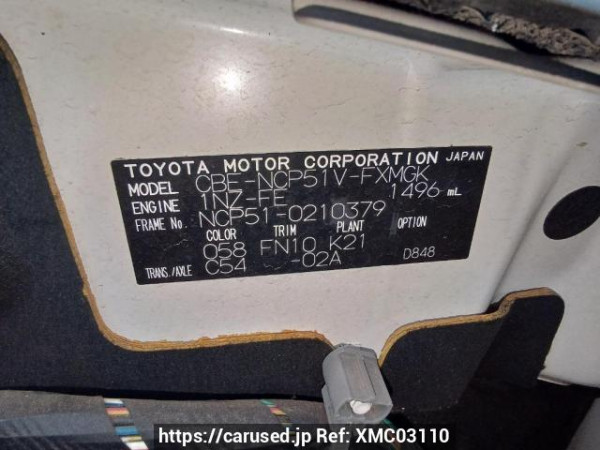 TOYOTA MOTOR CORPORATION JAPAN
MODEL CBE-NCP51V-FXMGK
ENGINE 1NZ-FE 1496 mL
FRAME No. NCP51-0210379
COLOR TRIM PLANT OPTION
058 FN10 K21
TRANS./AXLE C54 -02A D848
https://carused.jp Ref: XMC03110